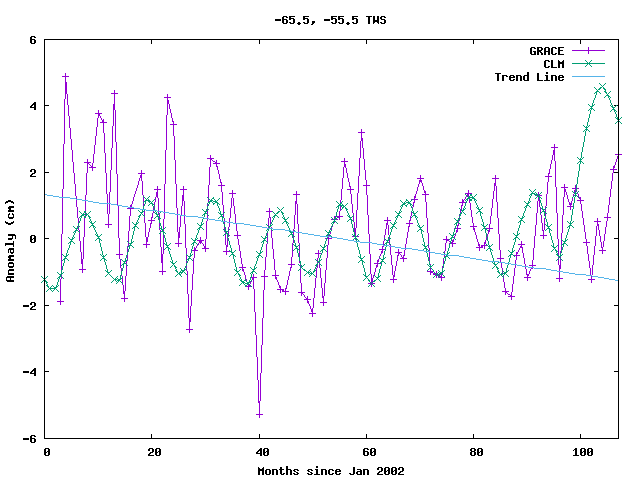 -65.5, -55.5 TWS
GRACE
CLM
Trend Line
6
4
2
0
-2
-4
-6
Anomaly (cm)
0 20 40 60 80 100
Months since Jan 2002